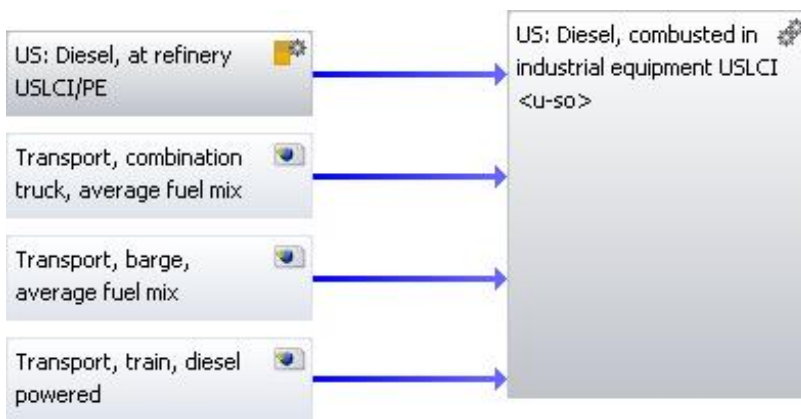 US: Diesel, at refinery
USLCI/PE
Transport, combination
truck, average fuel mix
Transport, barge,
average fuel mix
Transport, train, diesel
powered
US: Diesel, combusted in
industrial equipment USLCI
<u-so>